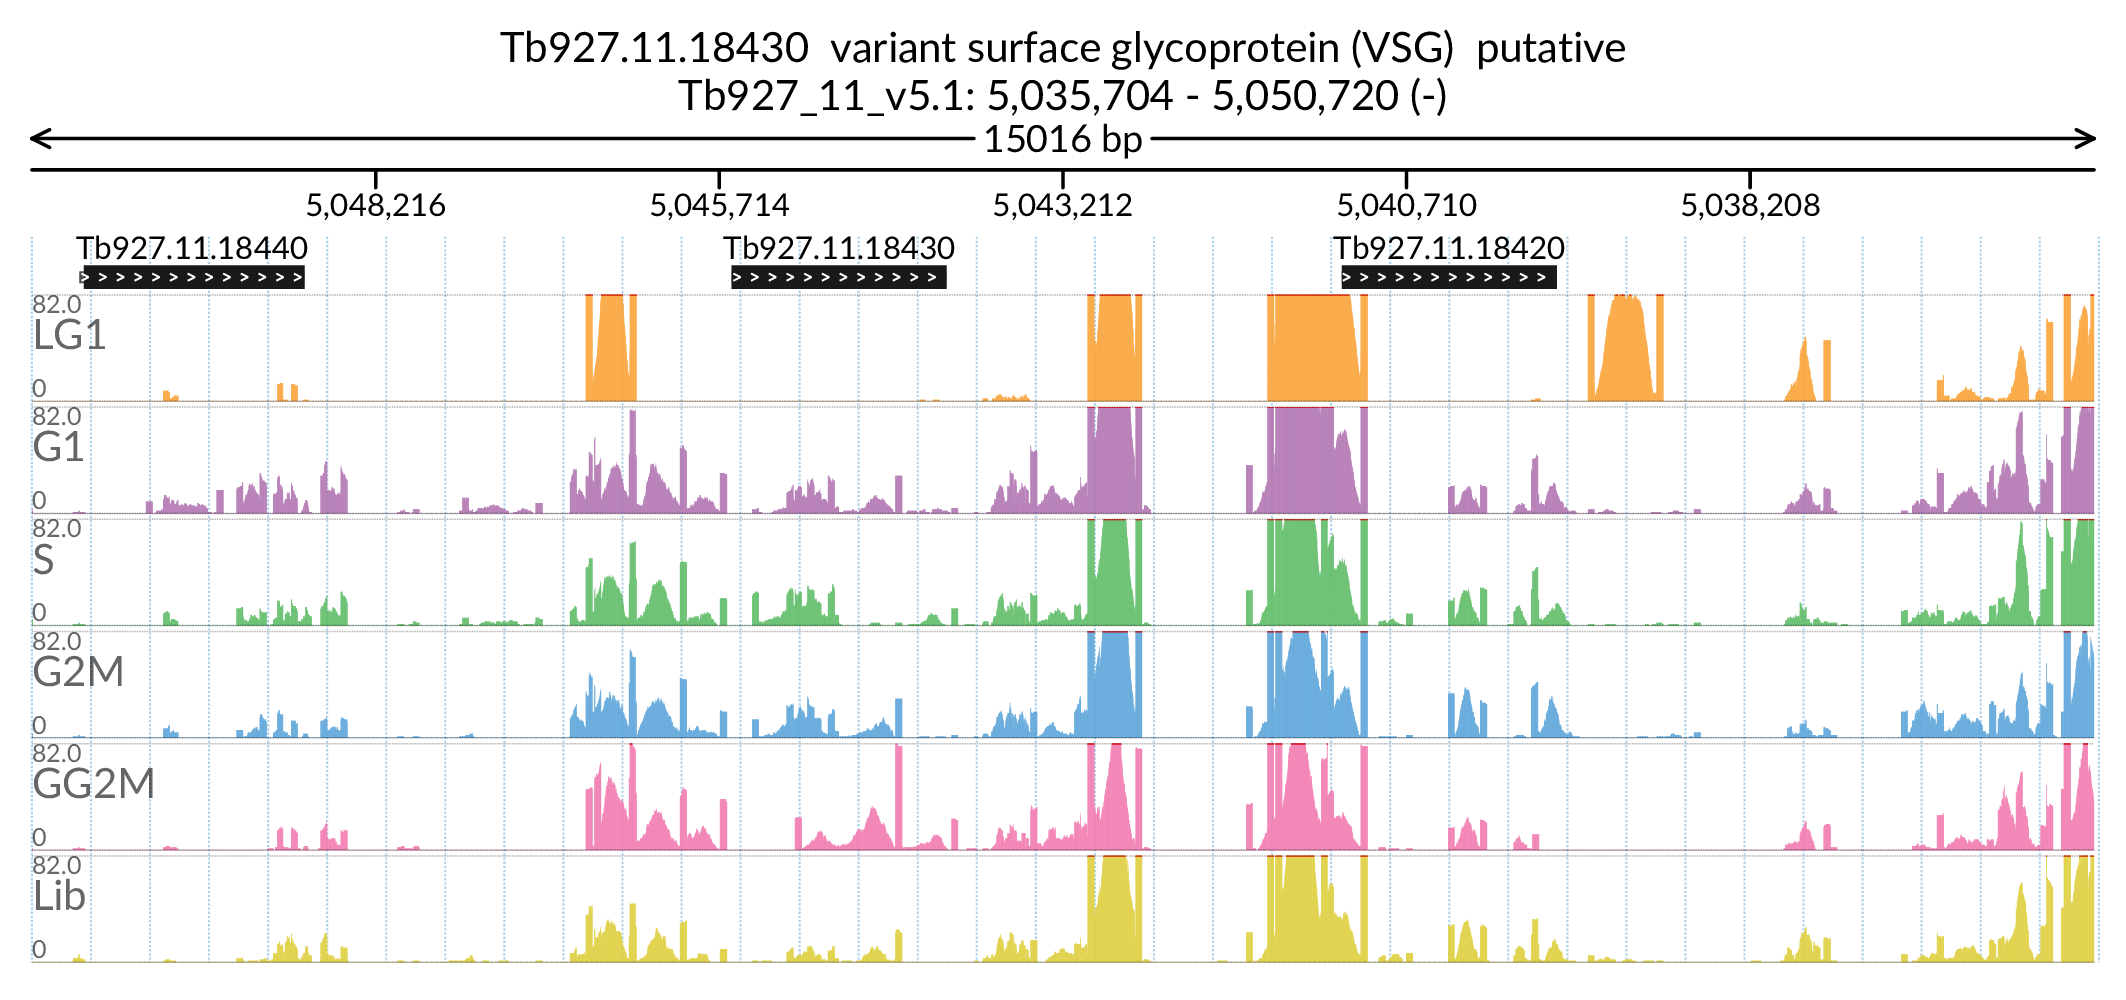 Tb927.11.18430 variant surface glycoprotein (VSG) putative
Tb927_11_v5.1: 5,035,704 - 5,050,720 (-)
15016 bp
5,048,216 5,045,714 5,043,212 5,040,710 5,038,208
Tb927.11.18440 Tb927.11.18430 Tb927.11.18420
82.0
LG1
0
82.0
G1
0
82.0
S
0
82.0
G2M
0
82.0
GG2M
0
82.0
Lib
0